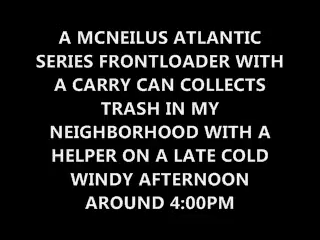 A MCNEILUS ATLANTIC
SERIES FRONTLOADER WITH
A CARRY CAN COLLECTS
TRASH IN MY
NEIGHBORHOOD WITH A
HELPER ON A LATE COLD
WINDY AFTERNOON
AROUND 4:00PM